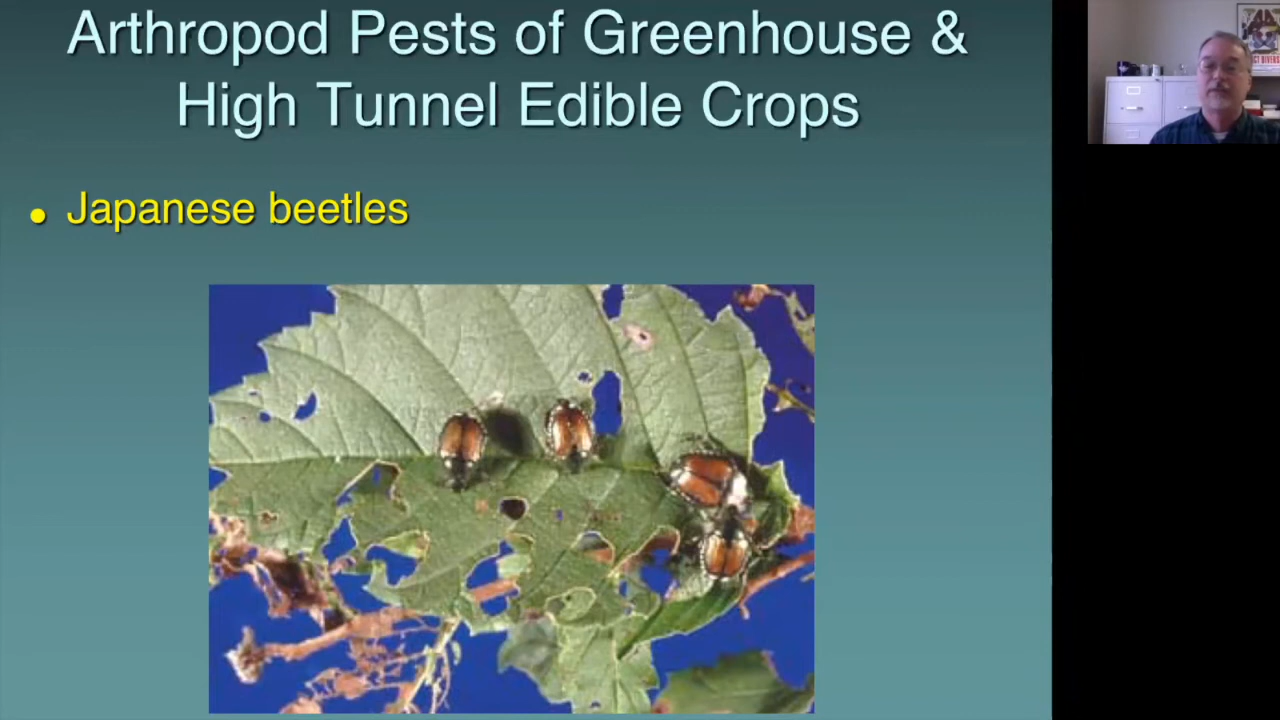 Arthropod Pests of Greenhouse &
High Tunnel Edible Crops
• Japanese beetles